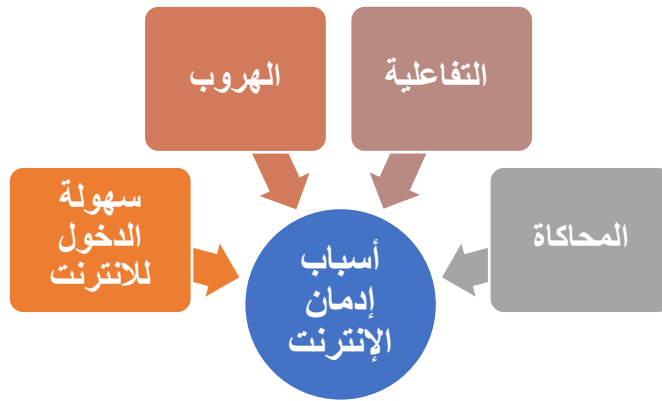 الهروب
التفاعلية
سهولة
الدخول
للانترنت
المحاكاة
أسباب
إدمان
الإنترنت